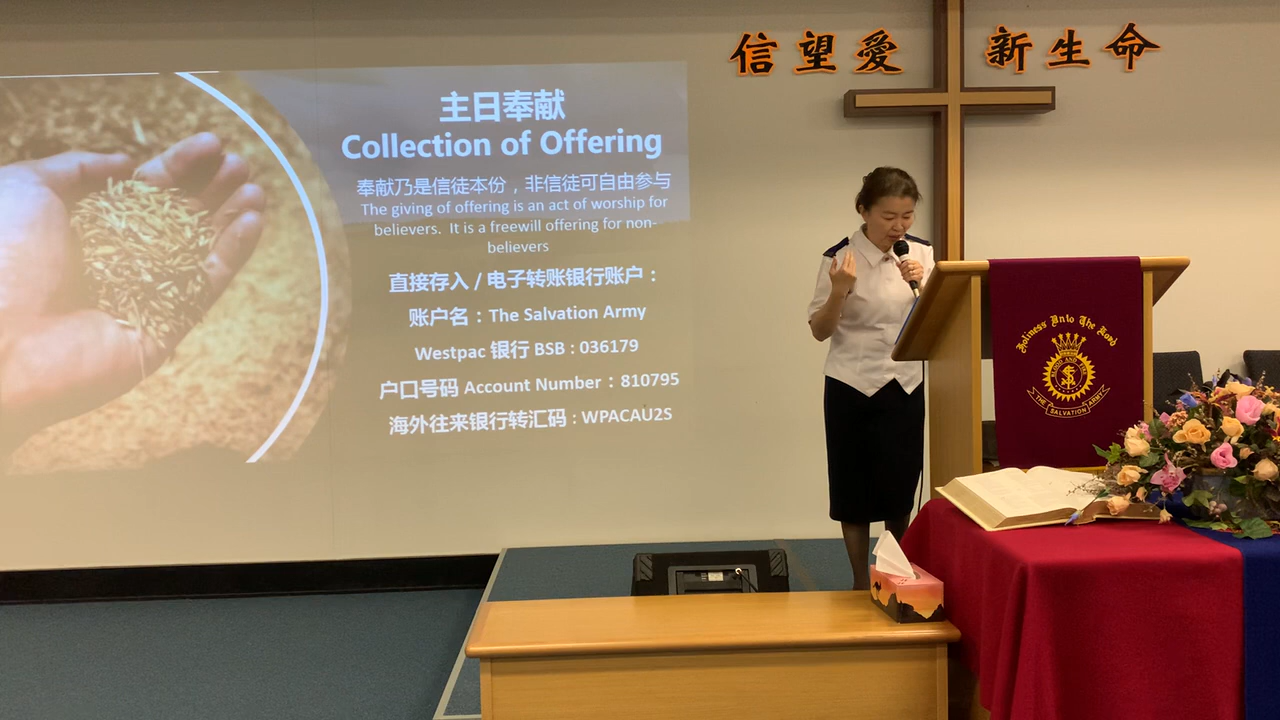 信望愛 新生命
主日奉献
Collection of Offering
奉献乃是信徒本份，非信徒可自由参与
The giving of offering is an act of worship for
believers. It is a freewill offering for non-
believers
直接存入 / 电子转账银行账户：
账户名：The Salvation Army
Westpac 银行 BSB : 036179
户口号码 Account Number：810795
海外往来银行转汇码 : WPACAU2S
Holiness Unto The Lord
BLOOD AND FIRE
THE SALVATION ARMY